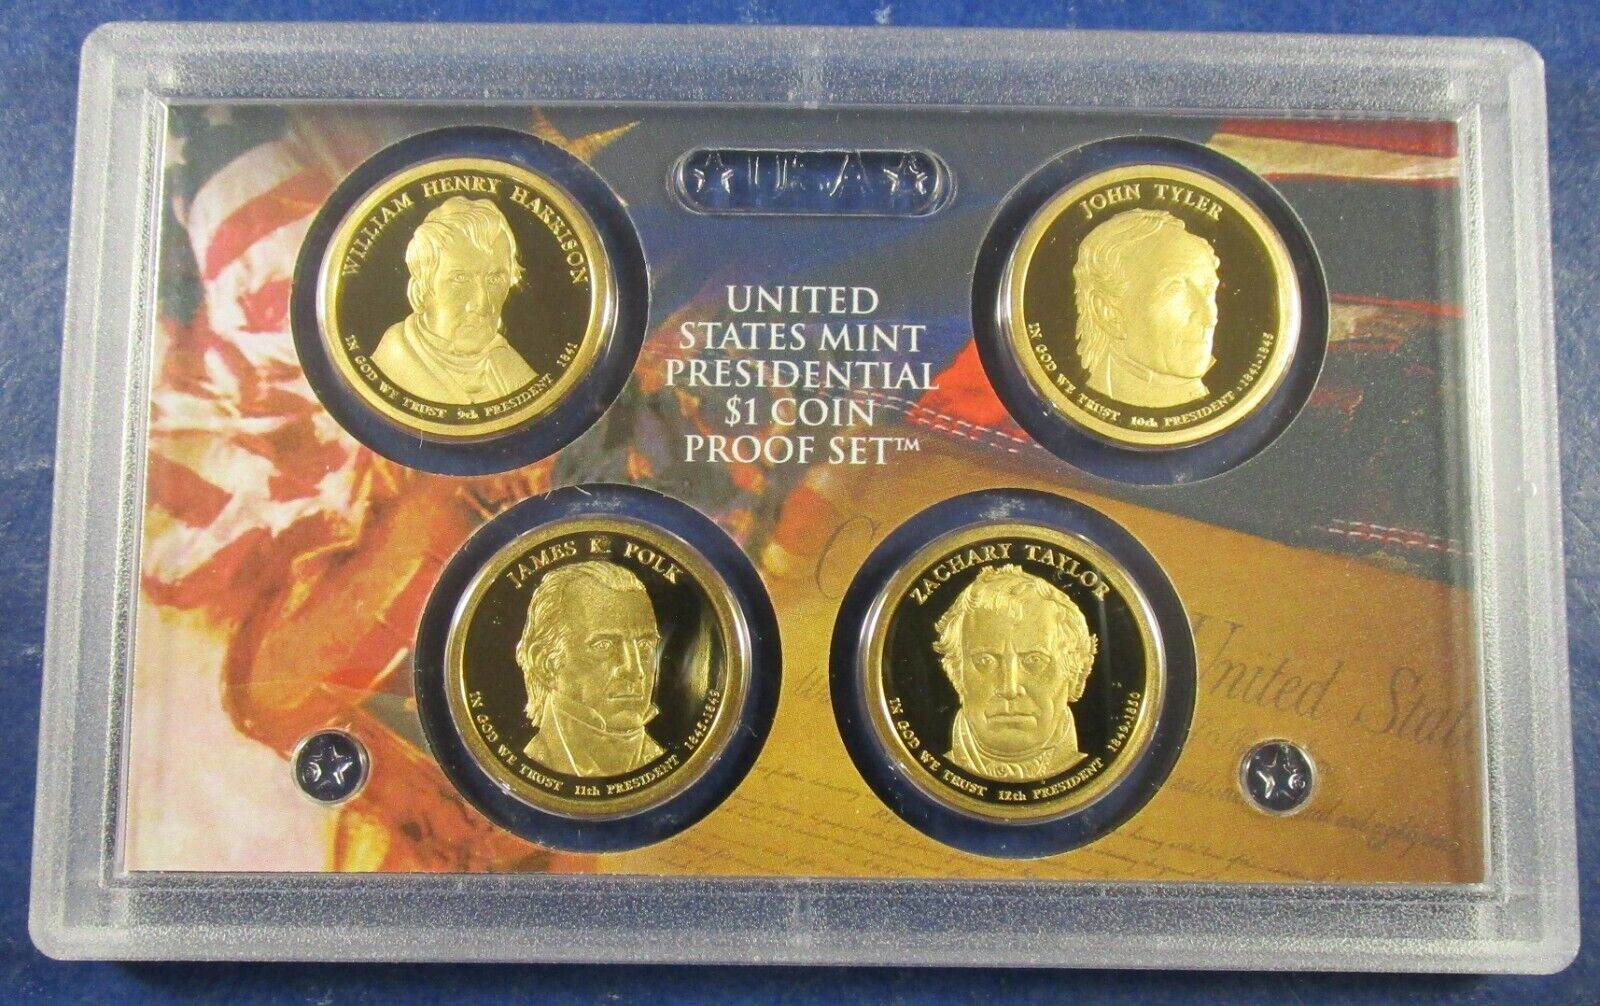 WILLIAM HENRY HARRISON
IN GOD WE TRUST 9th PRESIDENT 1841
USA
JOHN TYLER
IN GOD WE TRUST 10th PRESIDENT 1841-1845
UNITED
STATES MINT
PRESIDENTIAL
$1 COIN
PROOF SET™
JAMES K. POLK
IN GOD WE TRUST 11th PRESIDENT 1845-1849
ZACHARY TAYLOR
IN GOD WE TRUST 12th PRESIDENT 1849-1850
United Stat